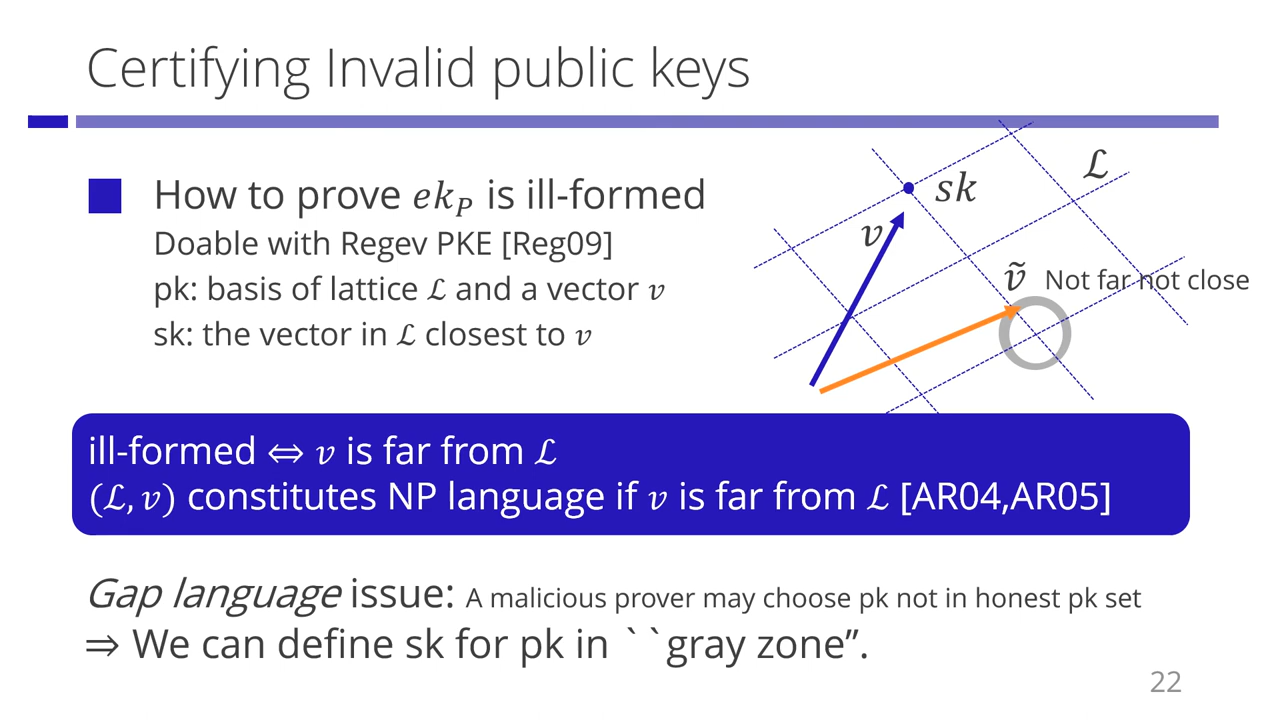 Certifying Invalid public keys
How to prove 𝑒𝑘_𝑃 is ill-formed
Doable with Regev PKE [Reg09]
pk: basis of lattice ℒ and a vector 𝑣
sk: the vector in ℒ closest to 𝑣
ℒ
𝑠𝑘
𝑣
𝑣̃ Not far not close
ill-formed ⇔ 𝑣 is far from ℒ
(ℒ, 𝑣) constitutes NP language if 𝑣 is far from ℒ [AR04,AR05]
Gap language issue: A malicious prover may choose pk not in honest pk set
⇒ We can define sk for pk in ``gray zone”.
22